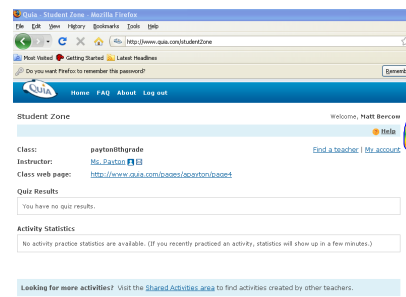 Quia - Student Zone - Mozilla Firefox
File Edit View History Bookmarks Tools Help
http://www.quia.com/studentZone
Most Visited Getting Started Latest Headlines
Do you want Firefox to remember this password? Rememb
QUIA Home FAQ About Log out
Student Zone Welcome, Matt Bercom
Help
Class: payton8thgrade Find a teacher | My account
Instructor: Ms. Payton
Class web page: http://www.quia.com/pages/apayton/page4
Quiz Results
You have no quiz results.
Activity Statistics
No activity practice statistics are available. (If you recently practiced an activity, statistics will show up in a few minutes.)
Looking for more activities? Visit the Shared Activities area to find activities created by other teachers.